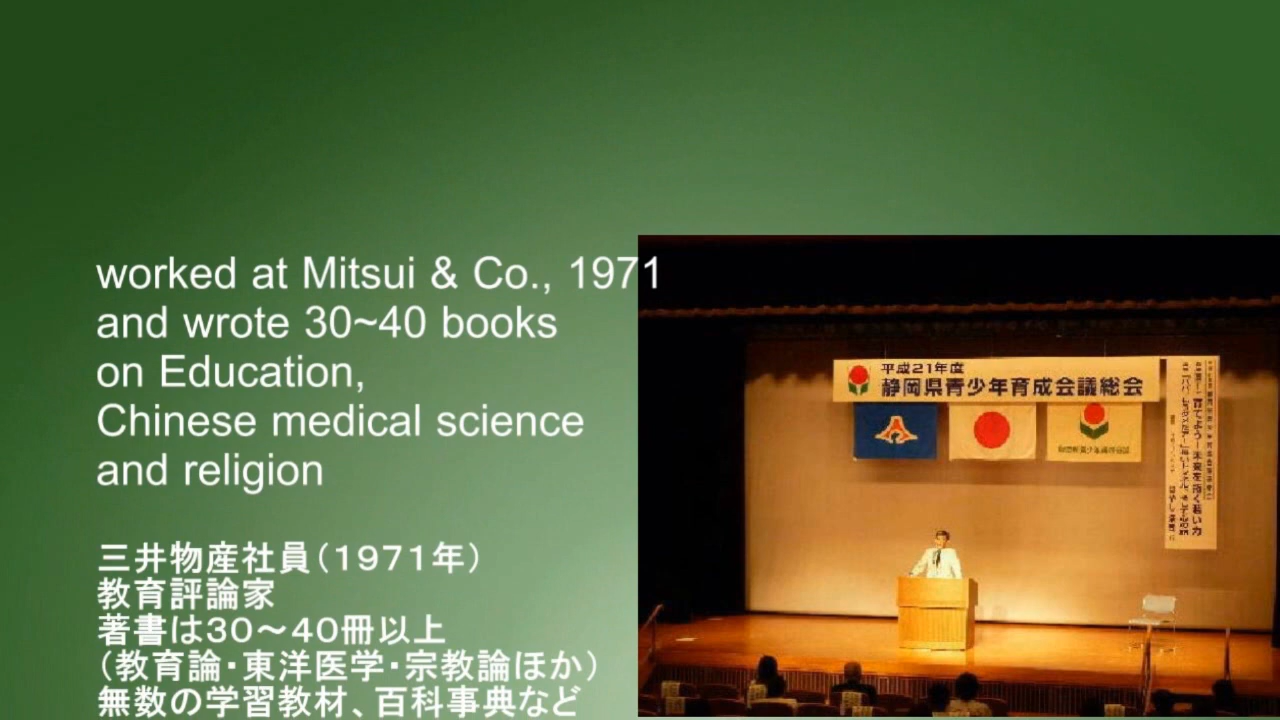 worked at Mitsui & Co., 1971
and wrote 30~40 books
on Education,
Chinese medical science
and religion
三井物産社員（１９７１年）
教育評論家
著書は３０～４０冊以上
（教育論・東洋医学・宗教論ほか）
無数の学習教材、百科事典など
平成21年度
静岡県青少年育成会議総会